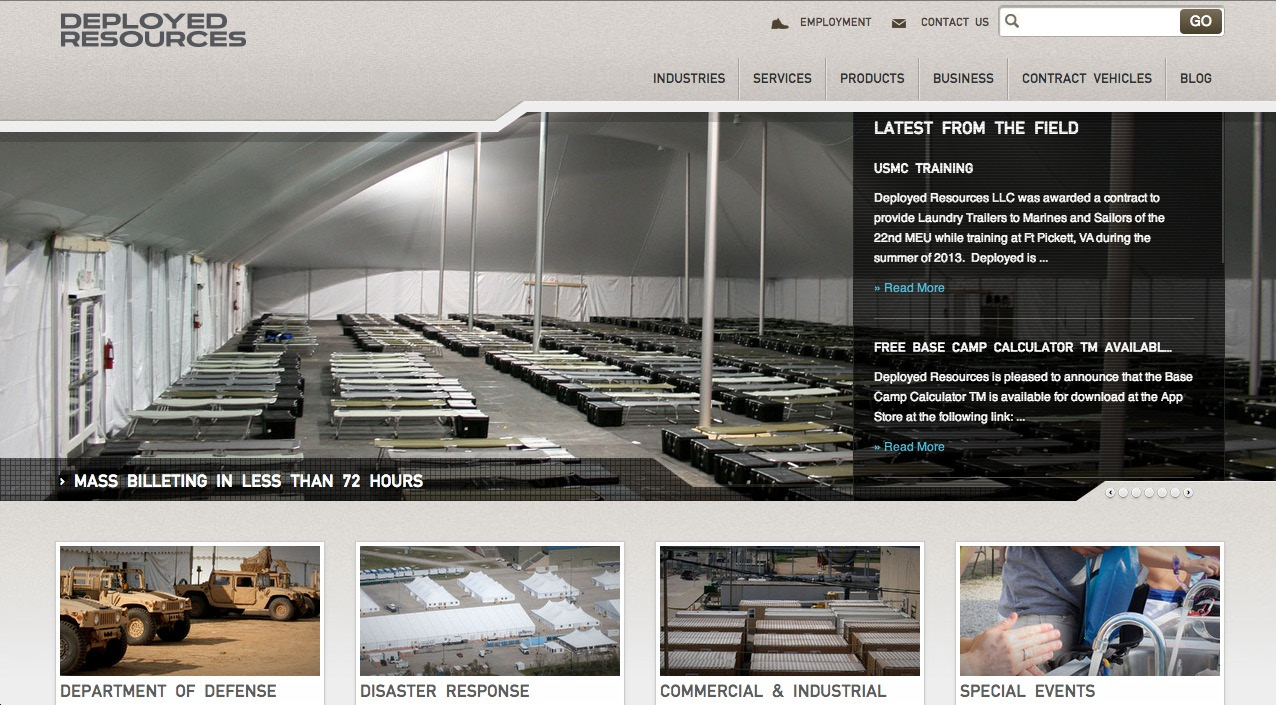 DEPLOYED
RESOURCES
EMPLOYMENT
CONTACT US
GO
INDUSTRIES
SERVICES
PRODUCTS
BUSINESS
CONTRACT VEHICLES
BLOG
LATEST FROM THE FIELD
USMC TRAINING
Deployed Resources LLC was awarded a contract to
provide Laundry Trailers to Marines and Sailors of the
22nd MEU while training at Ft Pickett, VA during the
summer of 2013. Deployed is ...
» Read More
FREE BASE CAMP CALCULATOR TM AVAILABL...
Deployed Resources is pleased to announce that the Base
Camp Calculator TM is available for download at the App
Store at the following link: ...
» Read More
› MASS BILLETING IN LESS THAN 72 HOURS
DEPARTMENT OF DEFENSE
DISASTER RESPONSE
COMMERCIAL & INDUSTRIAL
SPECIAL EVENTS